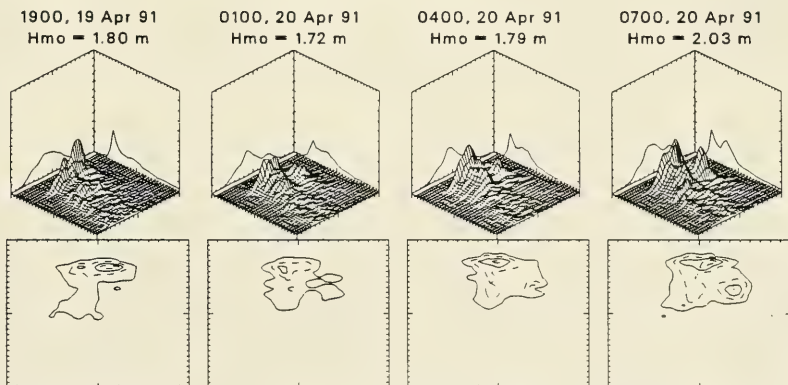 1900, 19 Apr 91
Hmo = 1.80 m
0100, 20 Apr 91
Hmo = 1.72 m
0400, 20 Apr 91
Hmo = 1.79 m
0700, 20 Apr 91
Hmo = 2.03 m